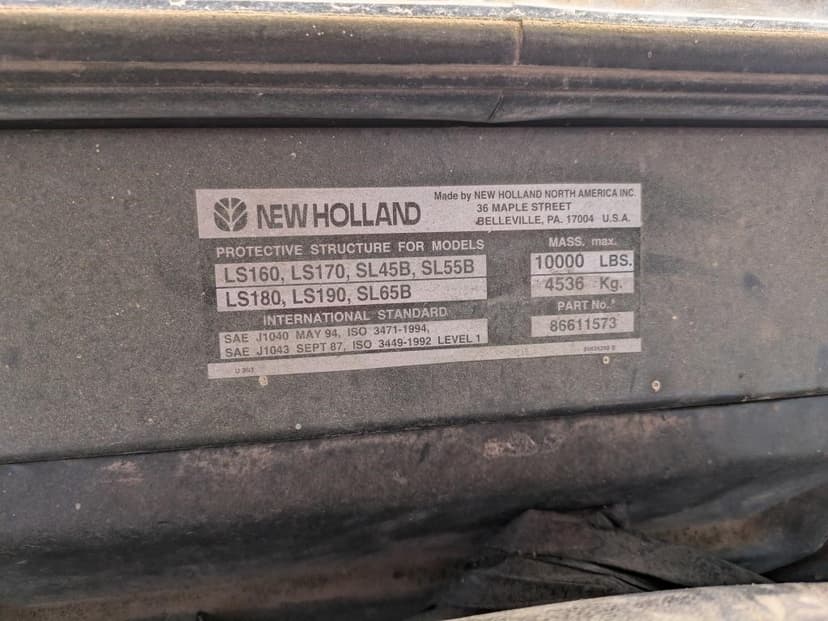 NEW HOLLAND
Made by NEW HOLLAND NORTH AMERICA INC.
36 MAPLE STREET
BELLEVILLE, PA. 17004 U.S.A.
PROTECTIVE STRUCTURE FOR MODELS
LS160, LS170, SL45B, SL55B
LS180, LS190, SL65B
INTERNATIONAL STANDARD
SAE J1040 MAY 94, ISO 3471-1994,
SAE J1043 SEPT 87, ISO 3449-1992 LEVEL 1
MASS. max.
10000 LBS.
4536 Kg.
PART No.
86611573